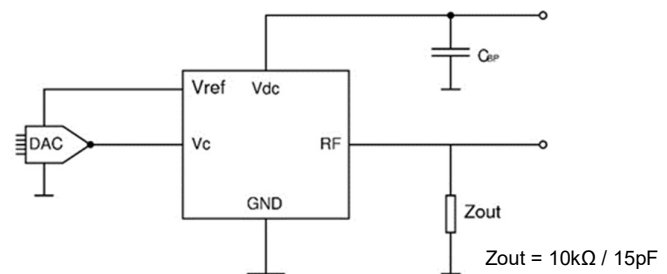 C_BP
Vref
Vdc
DAC
Vc
RF
GND
Zout
Zout = 10kΩ / 15pF